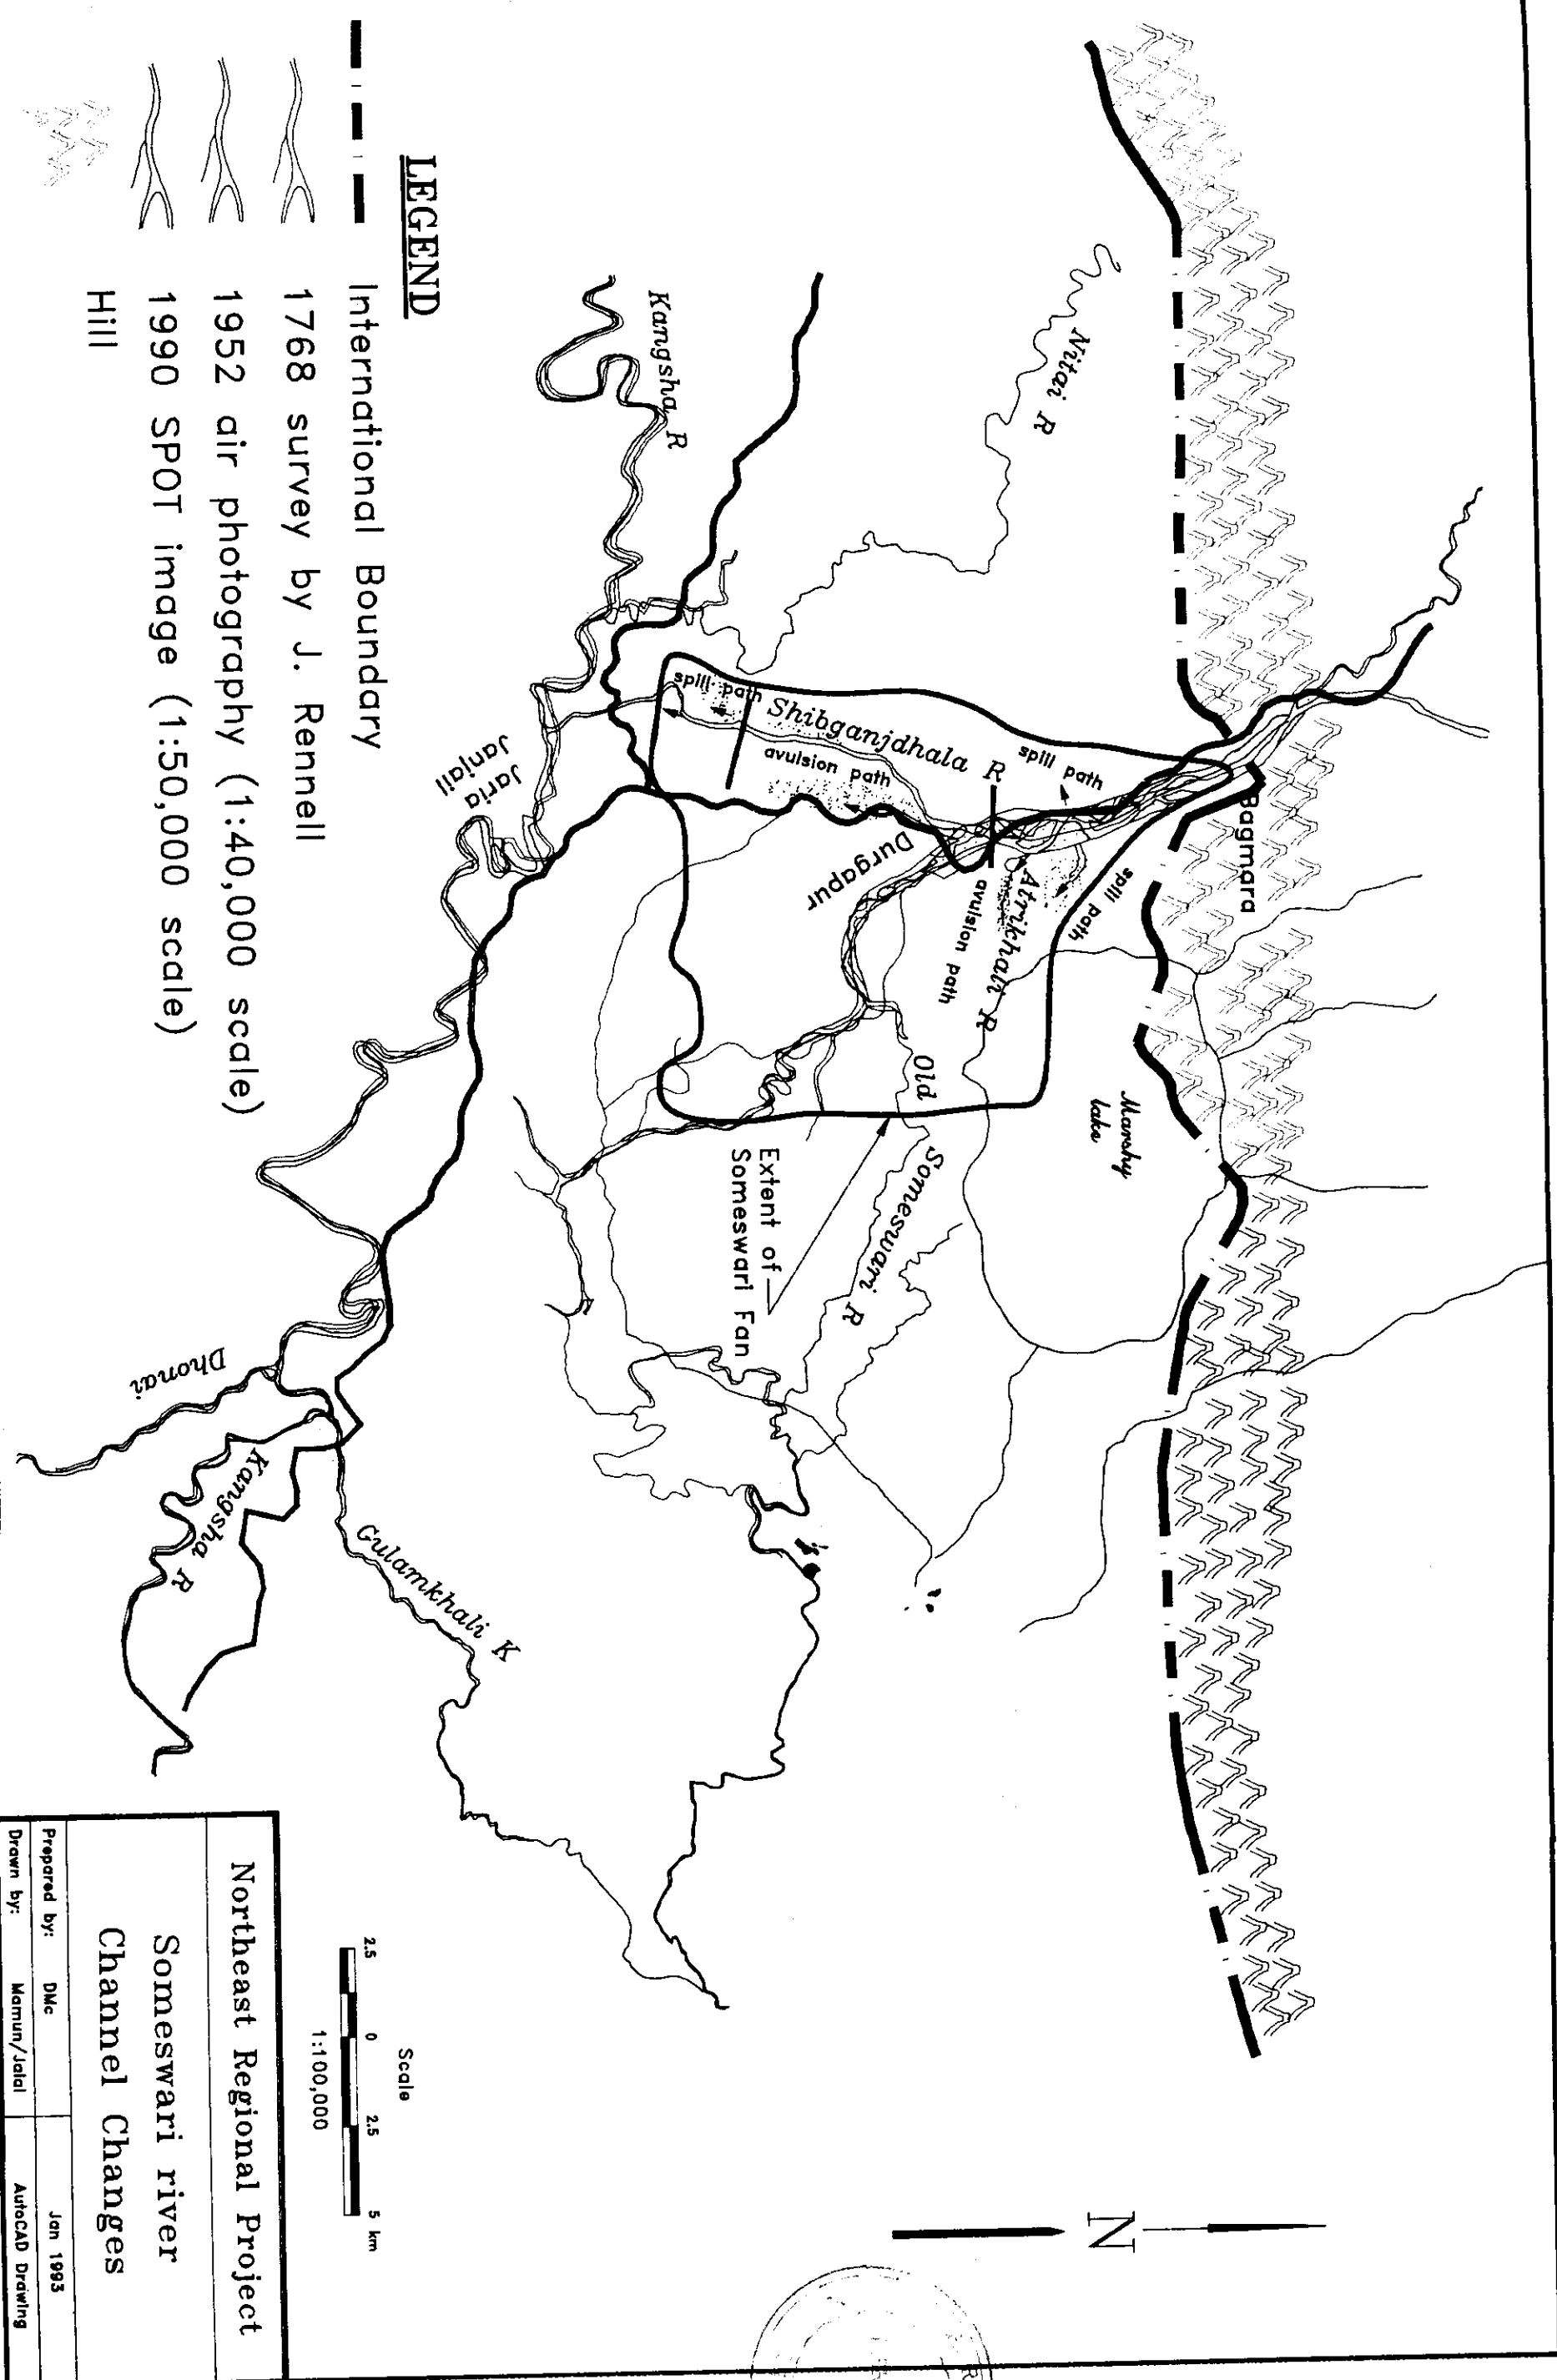 Bagmara
Nitai R
Marshy
lake
spill path
spill path
Atrikhali R
avulsion path
Shibganjdhala R
avulsion path
spill path
Durgapur
Old
Someswari R
Extent of
Someswari Fan
Kangsha R
Jaria
Janjail
Dhonai
Kangsha R
Gulamkhali K
N
LEGEND
International Boundary
1768 survey by J. Rennell
1952 air photography (1:40,000 scale)
1990 SPOT image (1:50,000 scale)
Hill
Scale
2.5 0 2.5 5 km
1:100,000
Northeast Regional Project
Someswari river
Channel Changes
Prepared by: DMc Jan 1993
Drawn by: Mamun/Jalal AutoCAD Drawing